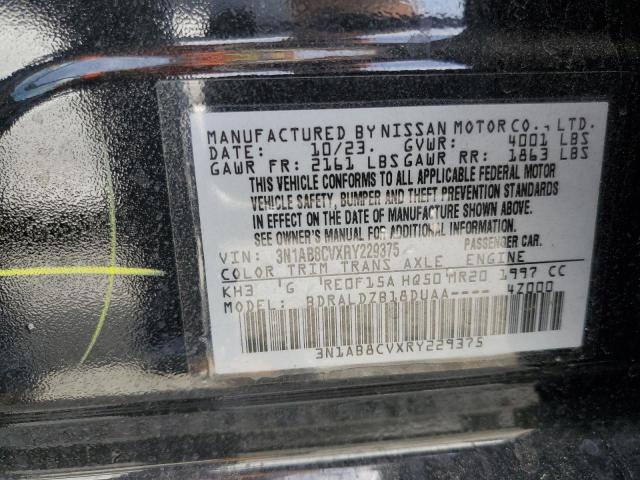 MANUFACTURED BY NISSAN MOTOR CO., LTD.
DATE: 10/23. GVWR: 4001 LBS
GAWR FR: 2161 LBS GAWR RR: 1863 LBS
THIS VEHICLE CONFORMS TO ALL APPLICABLE FEDERAL MOTOR
VEHICLE SAFETY, BUMPER AND THEFT PREVENTION STANDARDS
IN EFFECT ON THE DATE OF MANUFACTURE SHOWN ABOVE.
SEE OWNER'S MANUAL FOR ADDITIONAL INFORMATION.
VIN: 3N1AB8CVXRY229375 PASSENGER CAR.
COLOR TRIM TRANS AXLE ENGINE
KH3 'G 'RE0F15A HQ50'MR20 1997 CC
MODEL: BDRALDZB18DUAA---- 4Z000
3N1AB8CVXRY229375